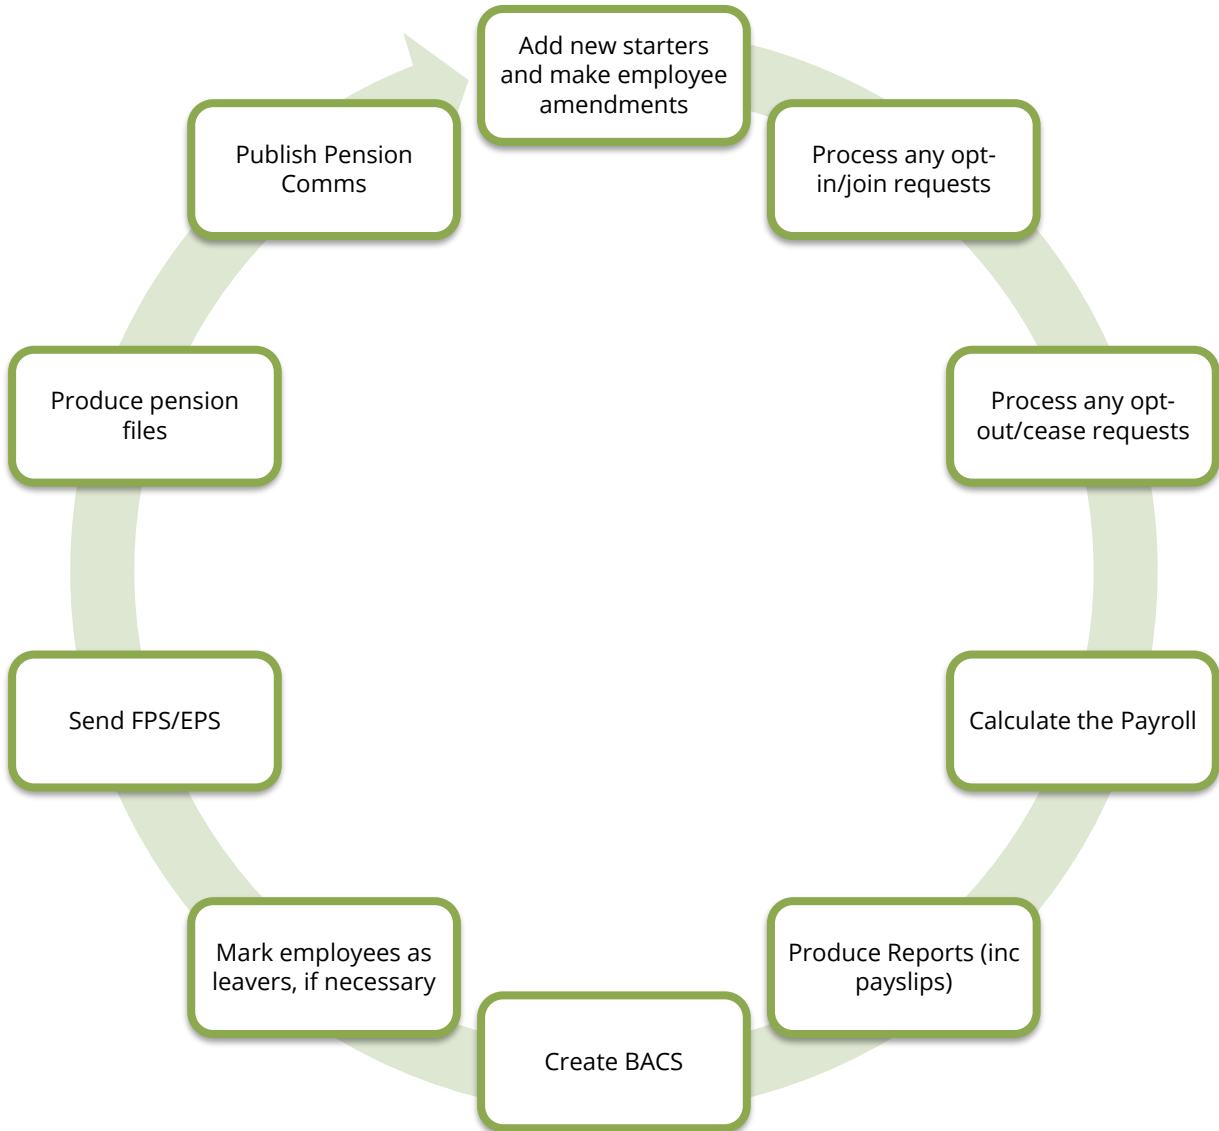 Add new starters
and make employee
amendments
Process any opt-
in/join requests
Process any opt-
out/cease requests
Calculate the Payroll
Produce Reports (inc
payslips)
Create BACS
Mark employees as
leavers, if necessary
Send FPS/EPS
Produce pension
files
Publish Pension
Comms